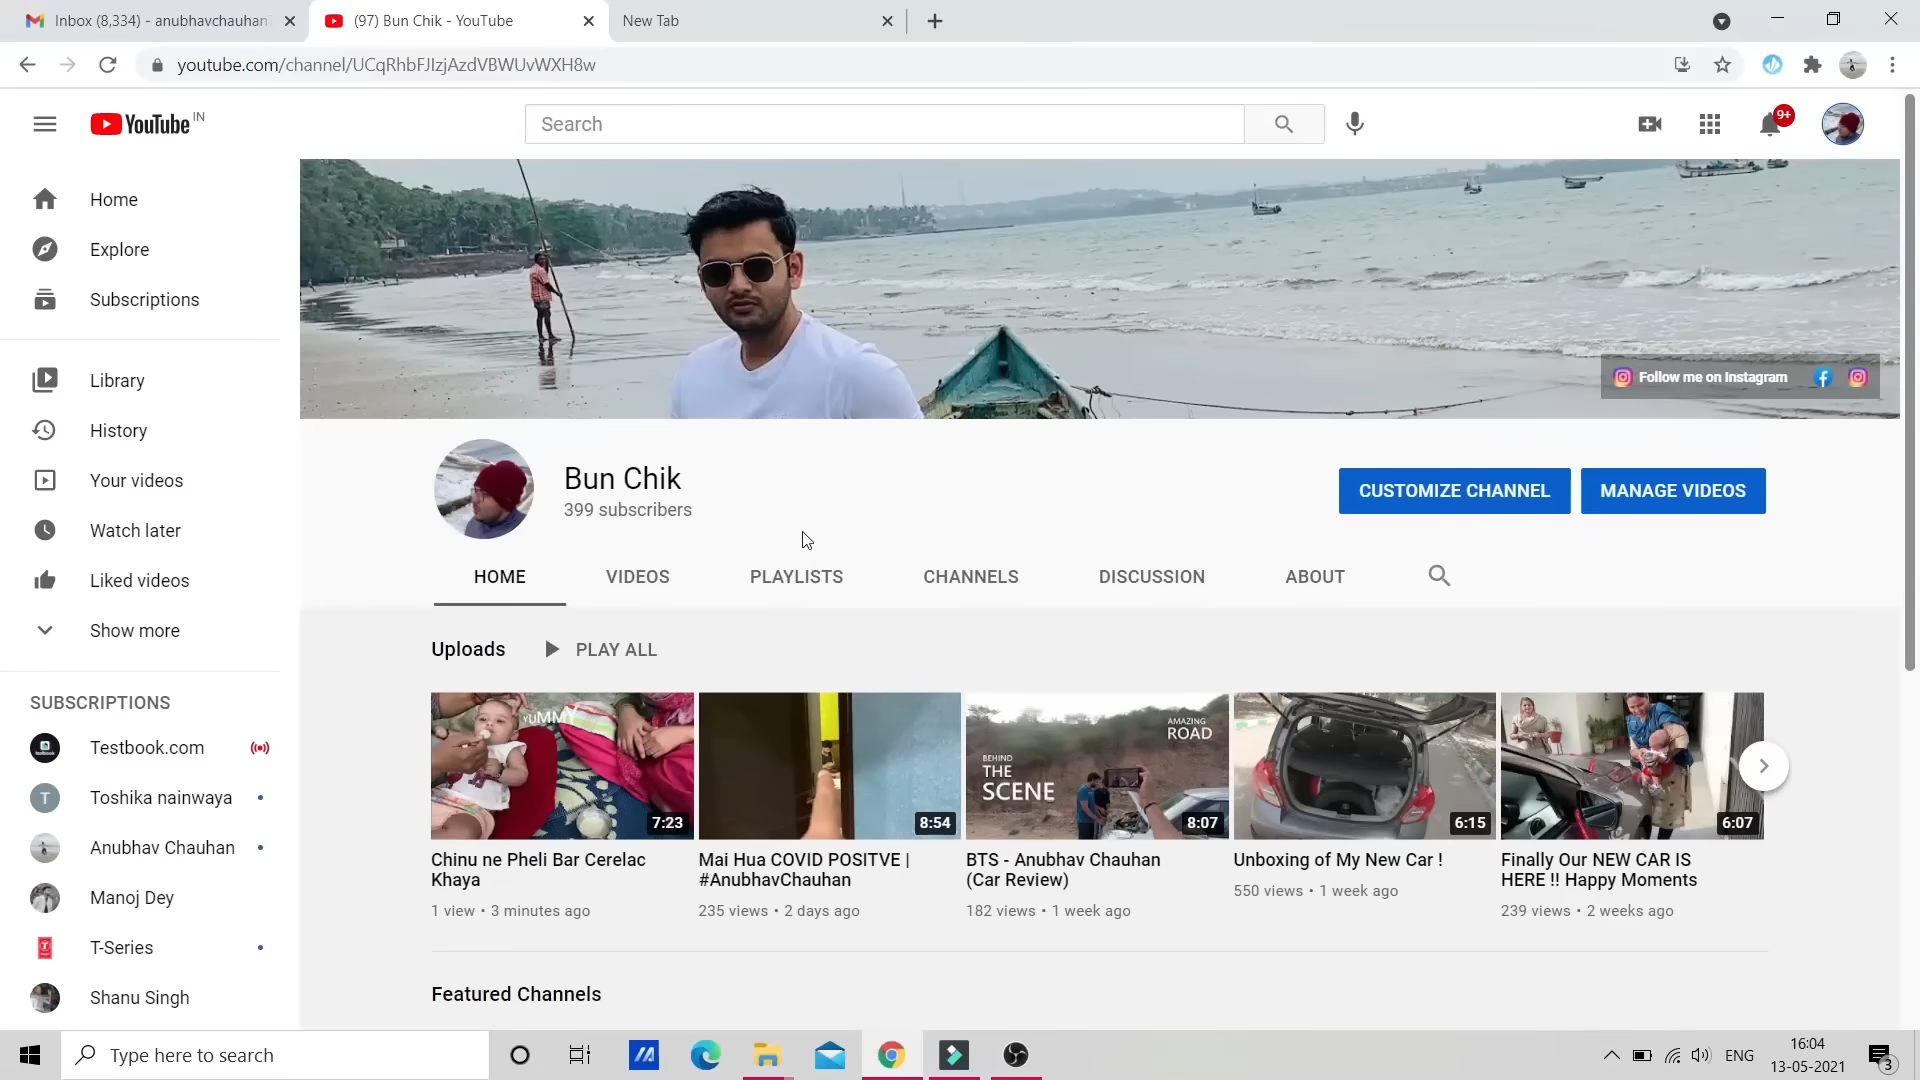 Inbox (8,334) - anubhavchauhan
(97) Bun Chik - YouTube
New Tab
youtube.com/channel/UCqRhbFJIzjAzdVBWUvWXH8w
YouTube IN
Search
9+
Home
Explore
Subscriptions
Library
History
Your videos
Watch later
Liked videos
Show more
SUBSCRIPTIONS
Testbook.com
T
Toshika nainwaya
Anubhav Chauhan
Manoj Dey
T-Series
Shanu Singh
Follow me on Instagram
Bun Chik
399 subscribers
CUSTOMIZE CHANNEL
MANAGE VIDEOS
HOME
VIDEOS
PLAYLISTS
CHANNELS
DISCUSSION
ABOUT
Uploads
PLAY ALL
YUMMY
7:23
Chinu ne Pheli Bar Cerelac
Khaya
1 view • 3 minutes ago
8:54
Mai Hua COVID POSITVE |
#AnubhavChauhan
235 views • 2 days ago
AMAZING
ROAD
BEHIND
THE
SCENE
8:07
BTS - Anubhav Chauhan
(Car Review)
182 views • 1 week ago
6:15
Unboxing of My New Car !
550 views • 1 week ago
6:07
Finally Our NEW CAR IS
HERE !! Happy Moments
239 views • 2 weeks ago
Featured Channels
Type here to search
ENG
16:04
13-05-2021
3